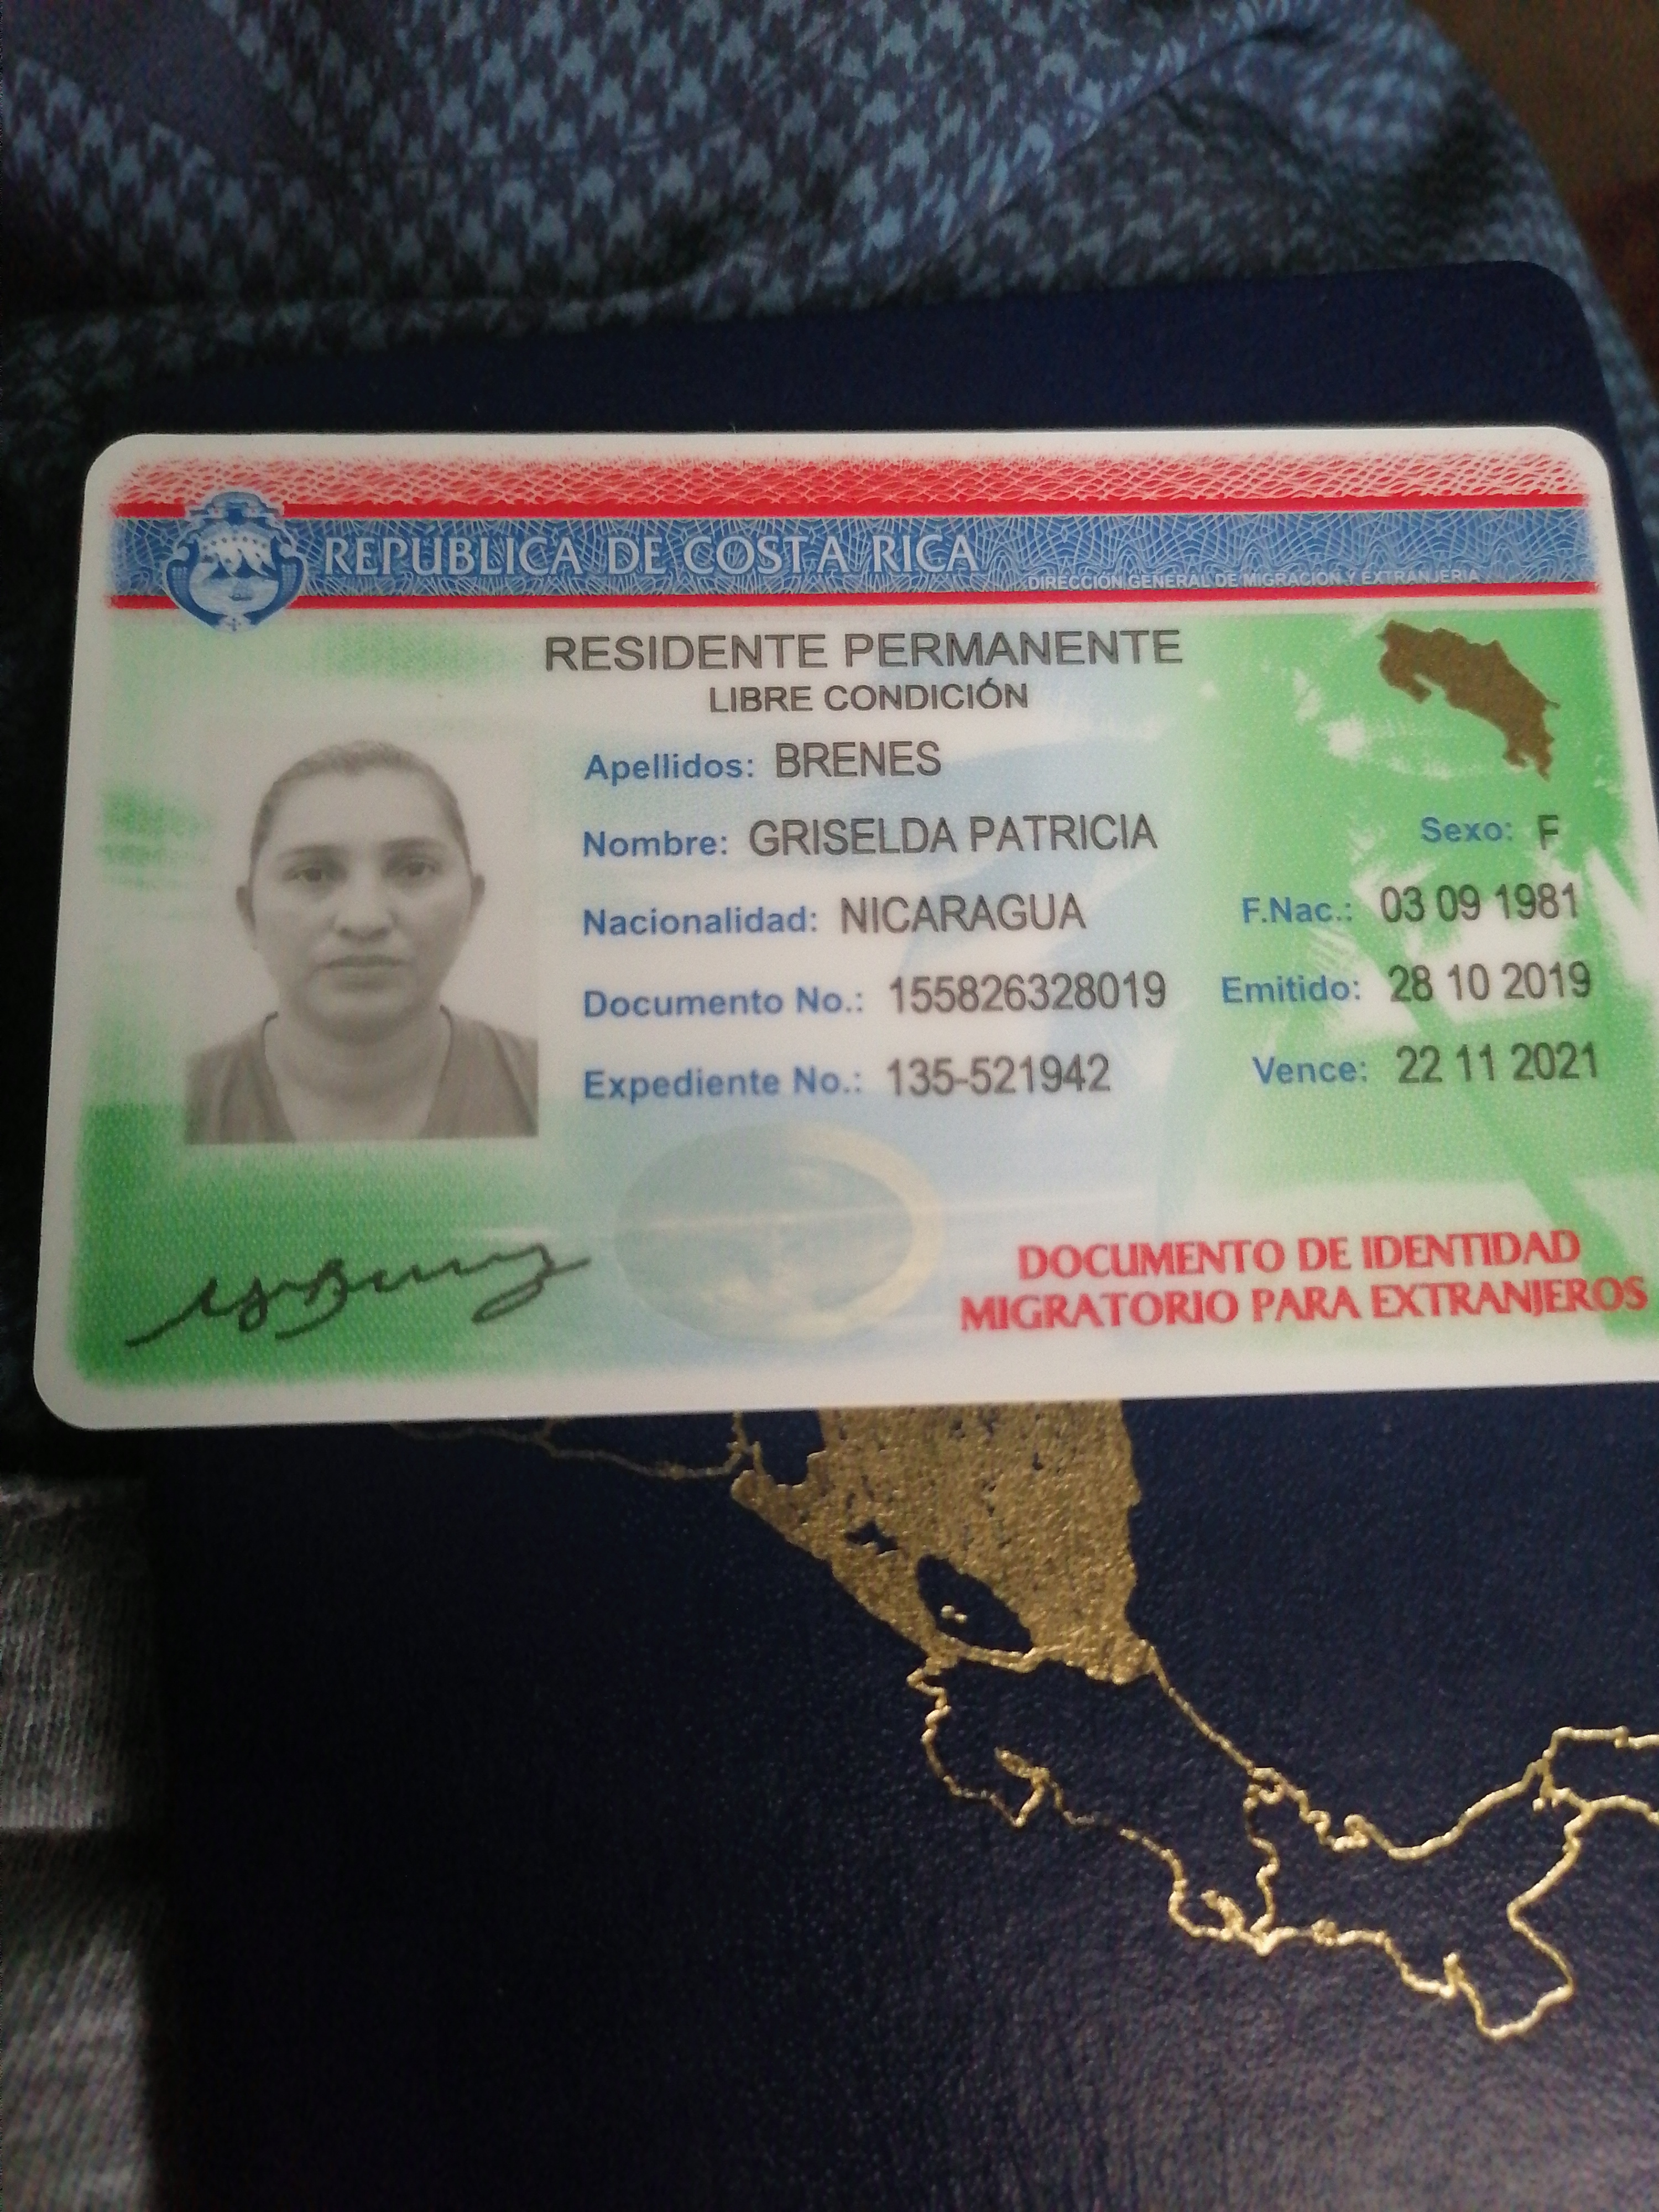 REPUBLICA DE COSTA RICA
DIRECCIÓN GENERAL DE MIGRACIÓN Y EXTRANJERIA
RESIDENTE PERMANENTE
LIBRE CONDICIÓN
Apellidos: BRENES
Nombre: GRISELDA PATRICIA Sexo: F
Nacionalidad: NICARAGUA F.Nac.: 03 09 1981
Documento No.: 155826328019 Emitido: 28 10 2019
Expediente No.: 135-521942 Vence: 22 11 2021
DOCUMENTO DE IDENTIDAD
MIGRATORIO PARA EXTRANJEROS